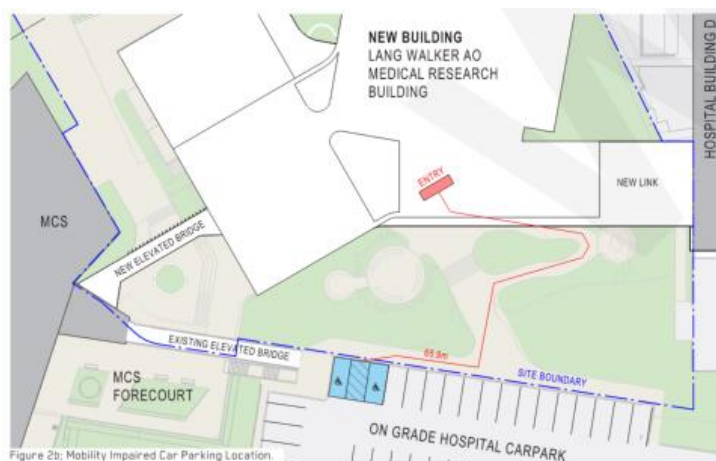 NEW BUILDING
LANG WALKER AO
MEDICAL RESEARCH
BUILDING
HOSPITAL BUILDING D
ENTRY
NEW LINK
MCS
NEW ELEVATED BRIDGE
EXISTING ELEVATED BRIDGE
65.9m
SITE BOUNDARY
MCS
FORECOURT
ON GRADE HOSPITAL CARPARK
Figure 2b; Mobility Impaired Car Parking Location.